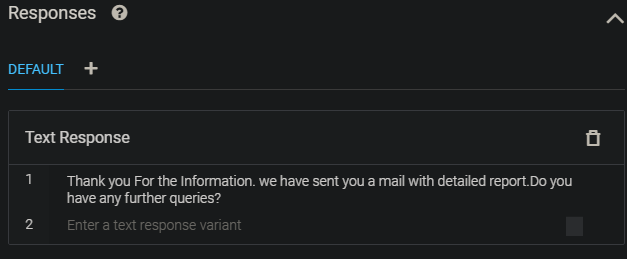 Responses ?
DEFAULT +
Text Response
1 Thank you For the Information. we have sent you a mail with detailed report.Do you
have any further queries?
2 Enter a text response variant